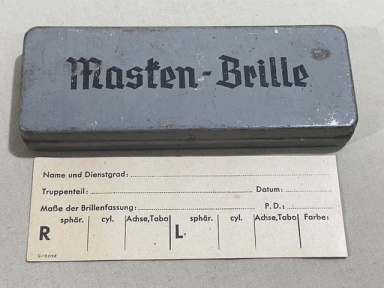 Masken-Brille
Name und Dienstgrad:
Truppenteil: Datum:
Maße der Brillenfassung: P.D.:
sphär. cyl. Achse,Tabo sphär. cyl. Achse,Tabo Farbe:
R L